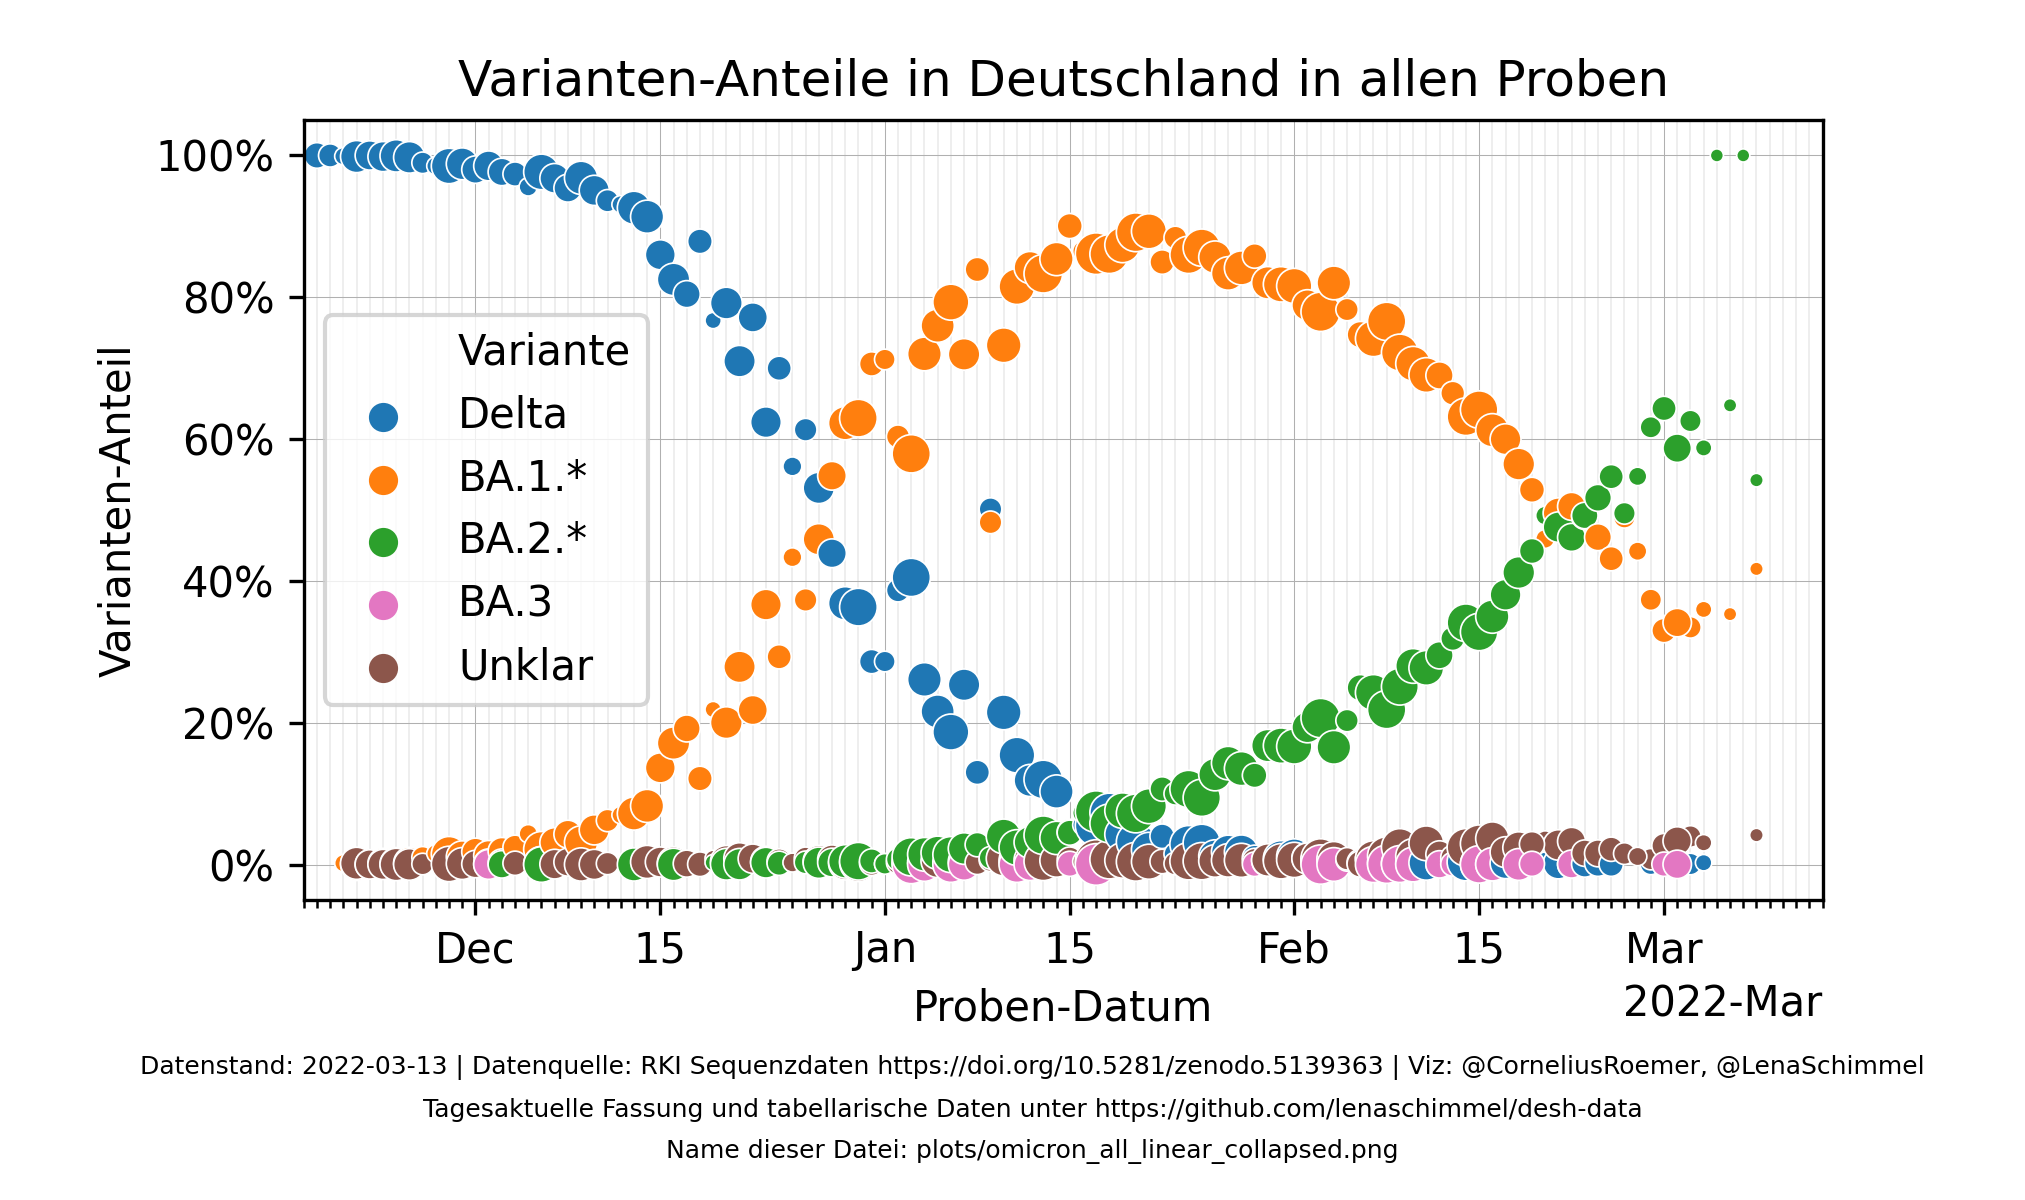 Varianten-Anteile in Deutschland in allen Proben
100%
80%
60%
40%
20%
0%
Varianten-Anteil
Variante
Delta
BA.1.*
BA.2.*
BA.3
Unklar
Dec 15 Jan 15 Feb 15 Mar
2022-Mar
Proben-Datum
Datenstand: 2022-03-13 | Datenquelle: RKI Sequenzdaten https://doi.org/10.5281/zenodo.5139363 | Viz: @CorneliusRoemer, @LenaSchimmel
Tagesaktuelle Fassung und tabellarische Daten unter https://github.com/lenaschimmel/desh-data
Name dieser Datei: plots/omicron_all_linear_collapsed.png